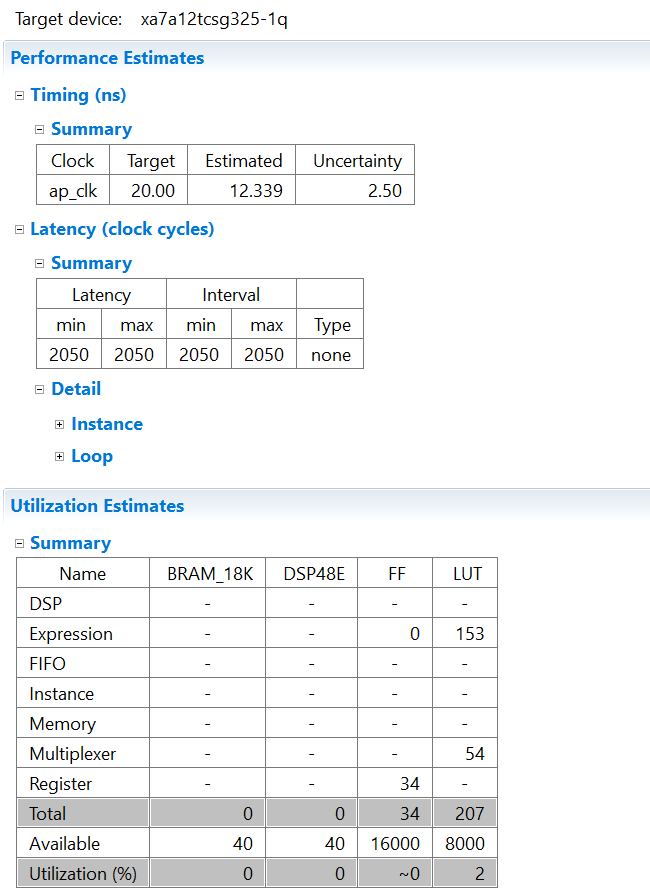 Target device: xa7a12tcsg325-1q
Performance Estimates
Timing (ns)
Summary
Clock Target Estimated Uncertainty
ap_clk 20.00 12.339 2.50
Latency (clock cycles)
Summary
Latency Interval
min max min max Type
2050 2050 2050 2050 none
Detail
Instance
Loop
Utilization Estimates
Summary
Name BRAM_18K DSP48E FF LUT
DSP - - - -
Expression - - 0 153
FIFO - - - -
Instance - - - -
Memory - - - -
Multiplexer - - - 54
Register - - 34 -
Total 0 0 34 207
Available 40 40 16000 8000
Utilization (%) 0 0 ~0 2